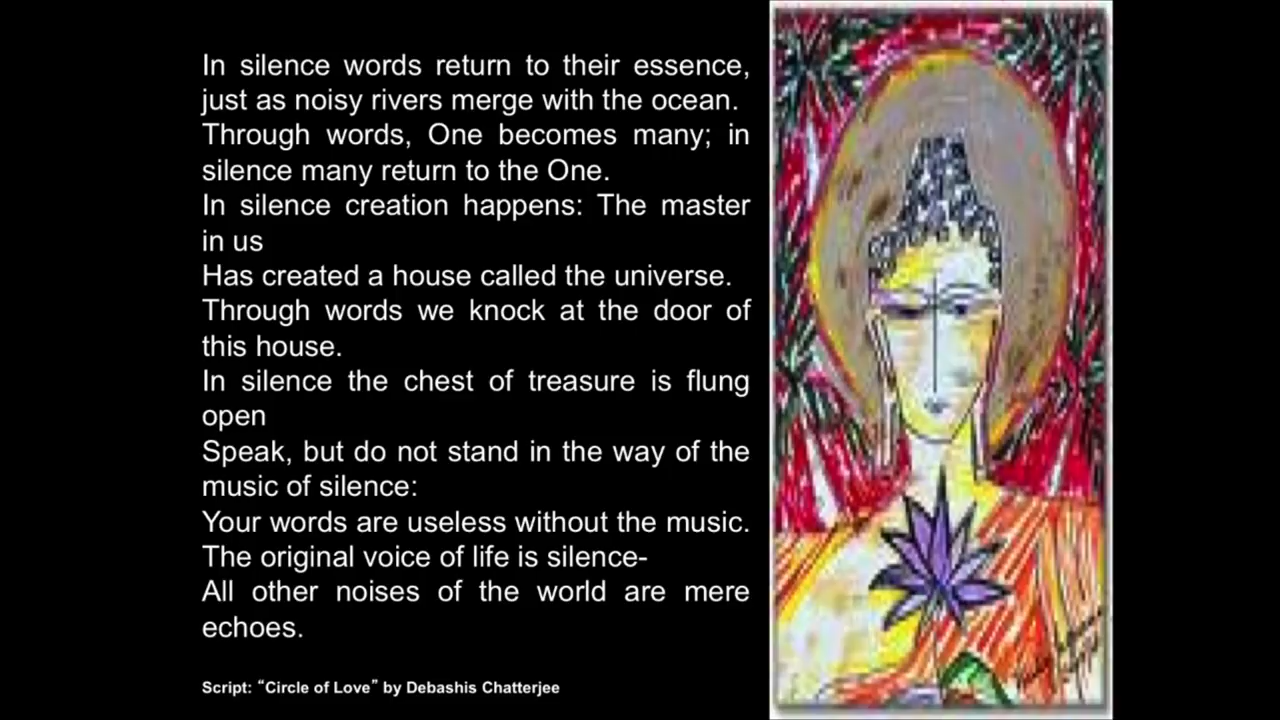 In silence words return to their essence,
just as noisy rivers merge with the ocean.
Through words, One becomes many; in
silence many return to the One.
In silence creation happens: The master
in us
Has created a house called the universe.
Through words we knock at the door of
this house.
In silence the chest of treasure is flung
open
Speak, but do not stand in the way of the
music of silence:
Your words are useless without the music.
The original voice of life is silence-
All other noises of the world are mere
echoes.
Script: “Circle of Love” by Debashis Chatterjee